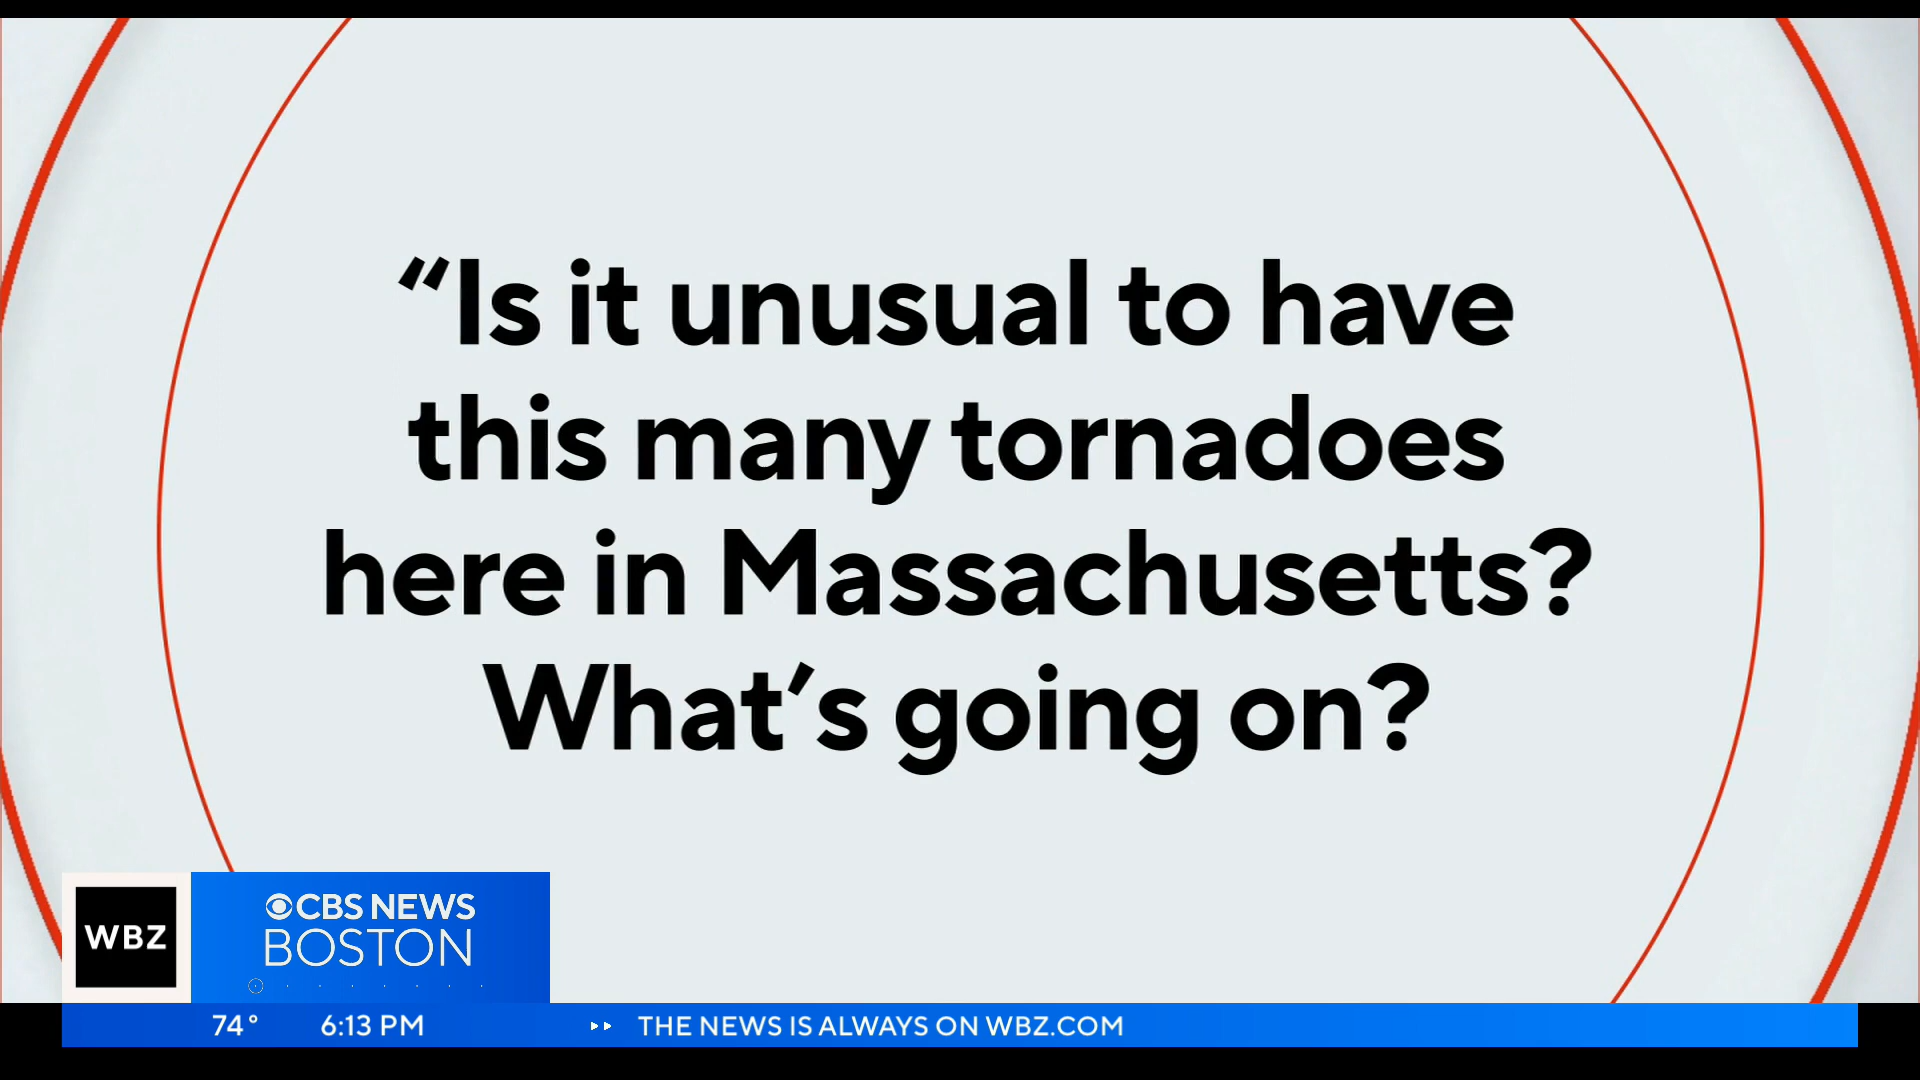 “Is it unusual to have
this many tornadoes
here in Massachusetts?
What’s going on?
WBZ
CBS NEWS
BOSTON
74° 6:13 PM THE NEWS IS ALWAYS ON WBZ.COM